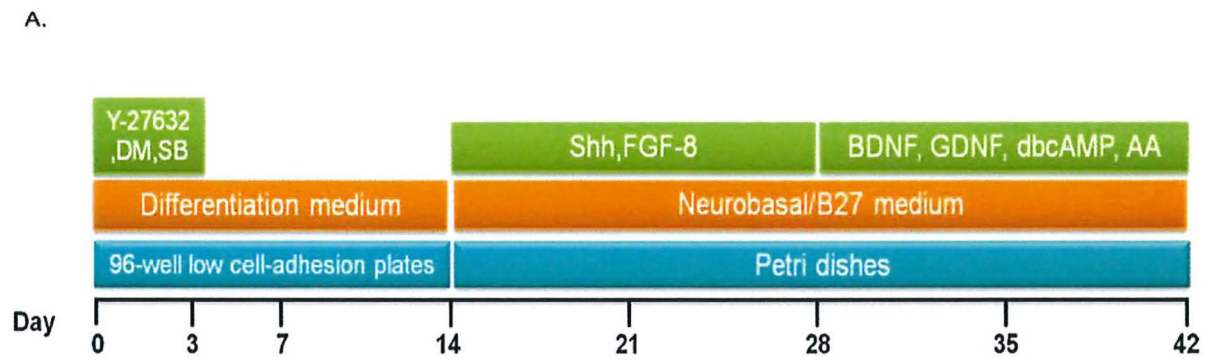 A.
Y-27632
,DM,SB
Shh,FGF-8
BDNF, GDNF, dbcAMP, AA
Differentiation medium
Neurobasal/B27 medium
96-well low cell-adhesion plates
Petri dishes
Day
0 3 7 14 21 28 35 42